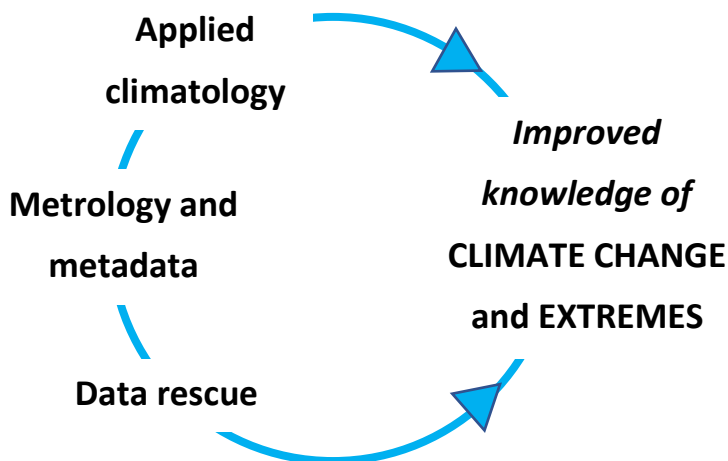 Applied
climatology
Metrology and
metadata
Data rescue
Improved
knowledge of
CLIMATE CHANGE
and EXTREMES